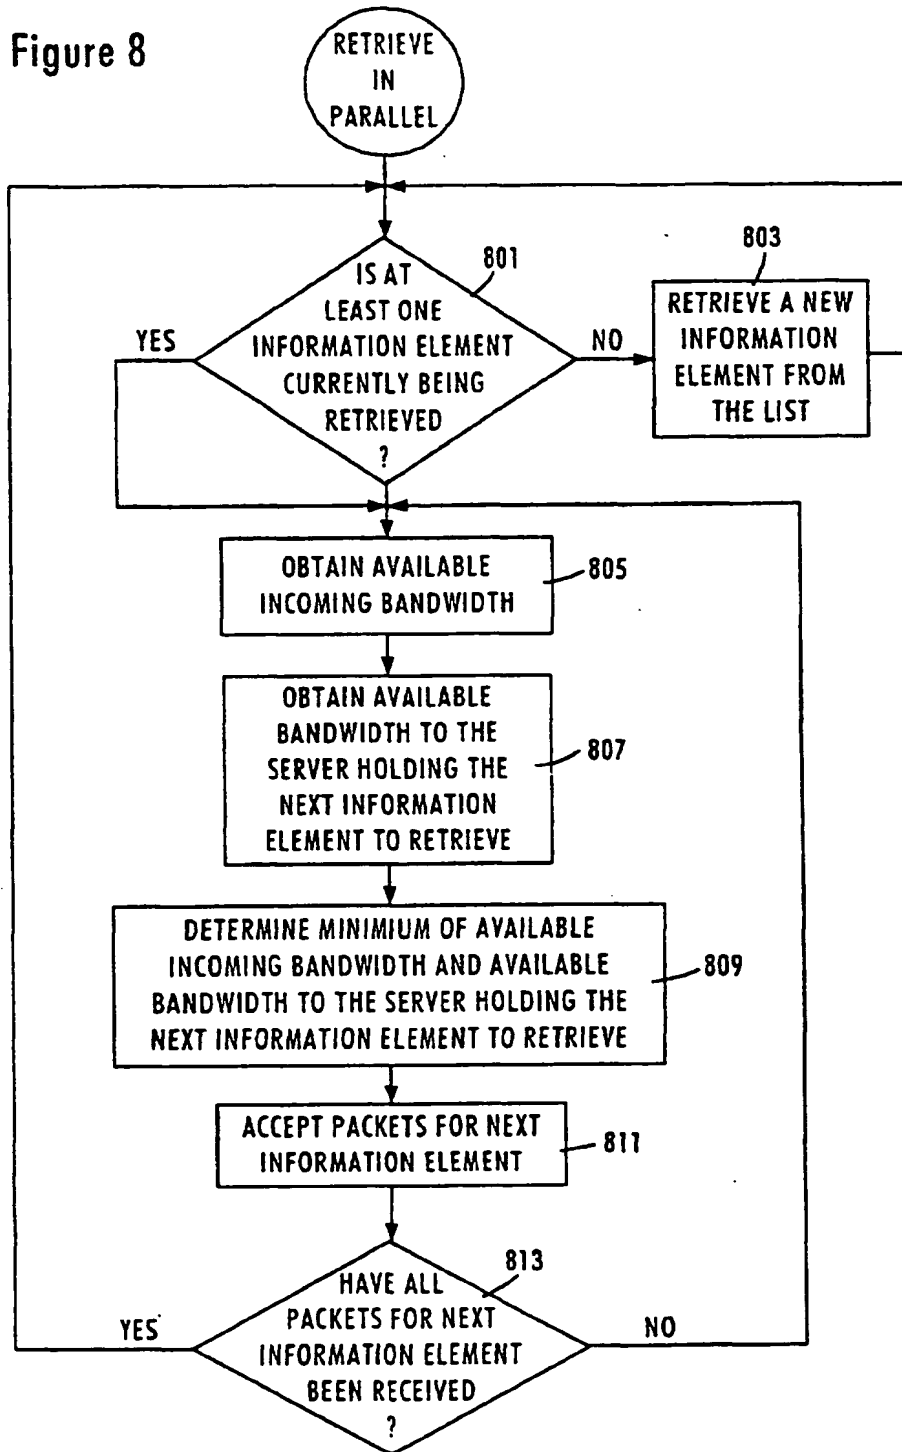 Figure 8
RETRIEVE
IN
PARALLEL
801
IS AT
LEAST ONE
INFORMATION ELEMENT
CURRENTLY BEING
RETRIEVED
?
YES
NO
803
RETRIEVE A NEW
INFORMATION
ELEMENT FROM
THE LIST
OBTAIN AVAILABLE
INCOMING BANDWIDTH
805
OBTAIN AVAILABLE
BANDWIDTH TO THE
SERVER HOLDING THE
NEXT INFORMATION
ELEMENT TO RETRIEVE
807
DETERMINE MINIMIUM OF AVAILABLE
INCOMING BANDWIDTH AND AVAILABLE
BANDWIDTH TO THE SERVER HOLDING THE
NEXT INFORMATION ELEMENT TO RETRIEVE
809
ACCEPT PACKETS FOR NEXT
INFORMATION ELEMENT
811
813
HAVE ALL
PACKETS FOR NEXT
INFORMATION ELEMENT
BEEN RECEIVED
?
YES
NO